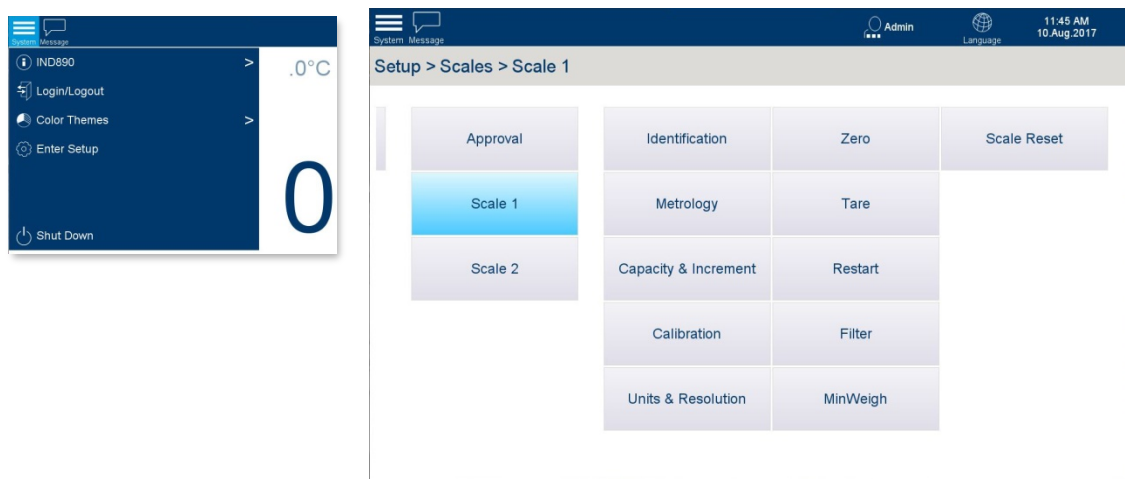 System Message
IND890 >
Login/Logout
Color Themes >
Enter Setup
Shut Down
.0°C
0
System Message
Admin
Language
11:45 AM
10.Aug.2017
Setup > Scales > Scale 1
Approval Identification Zero Scale Reset
Scale 1 Metrology Tare
Scale 2 Capacity & Increment Restart
Calibration Filter
Units & Resolution MinWeigh